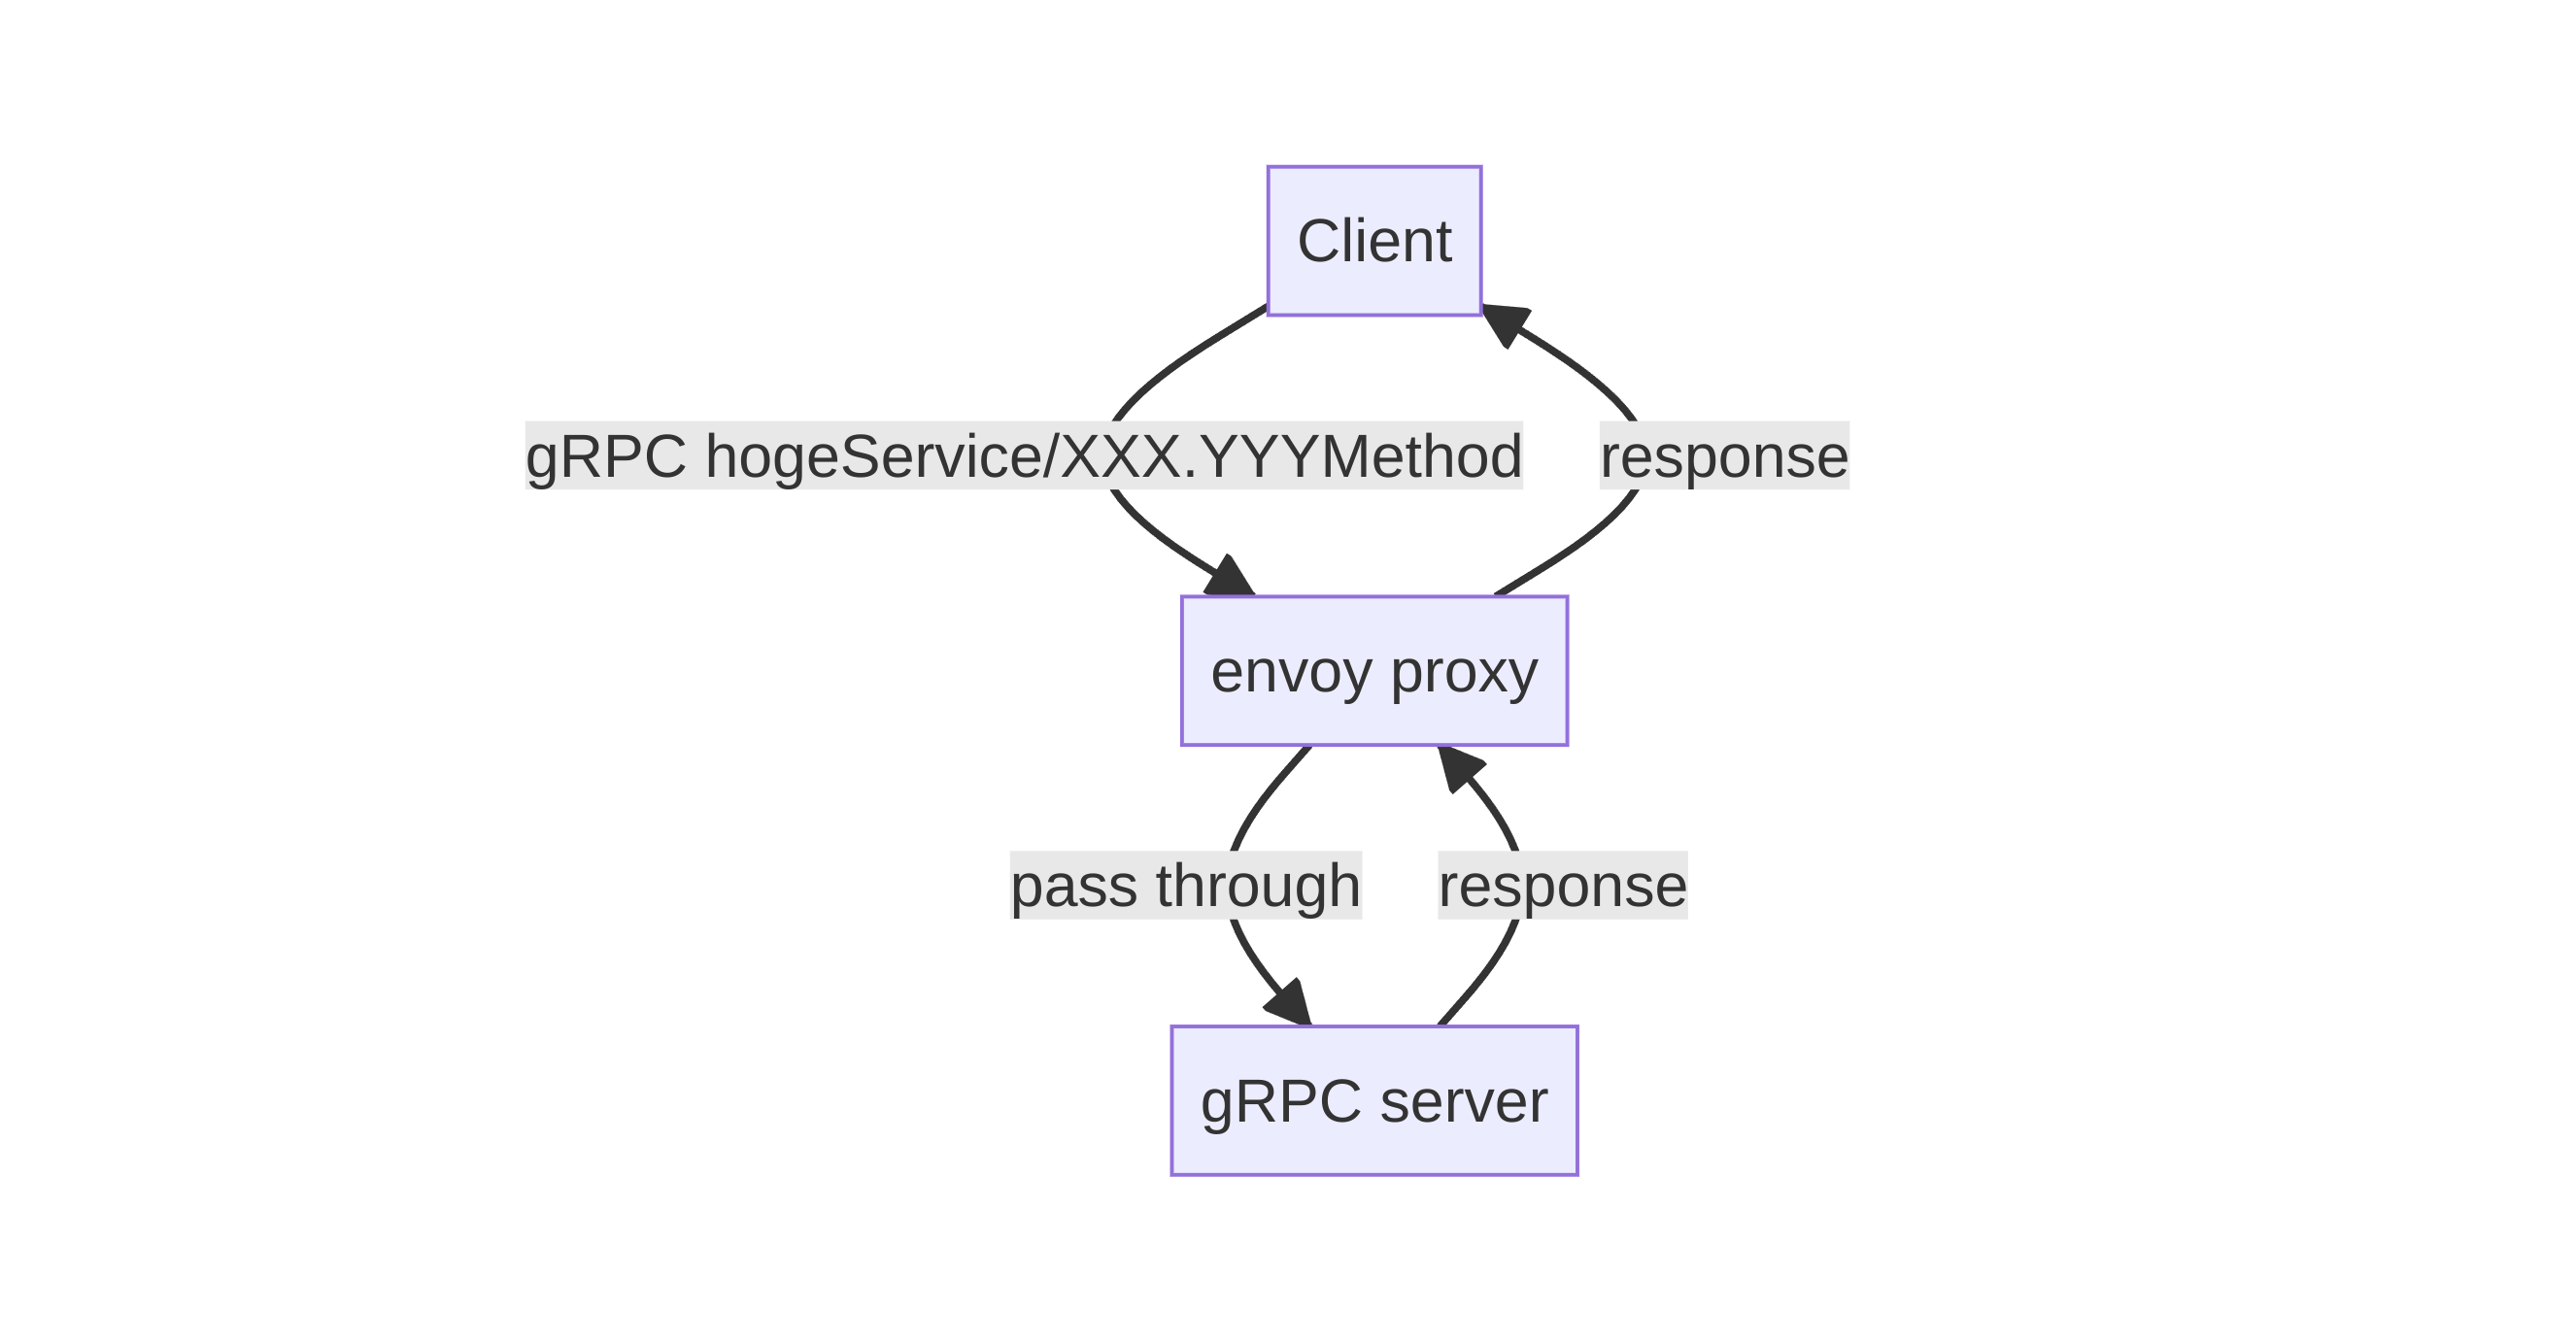 Client
gRPC hogeService/XXX.YYYMethod
response
envoy proxy
pass through
response
gRPC server